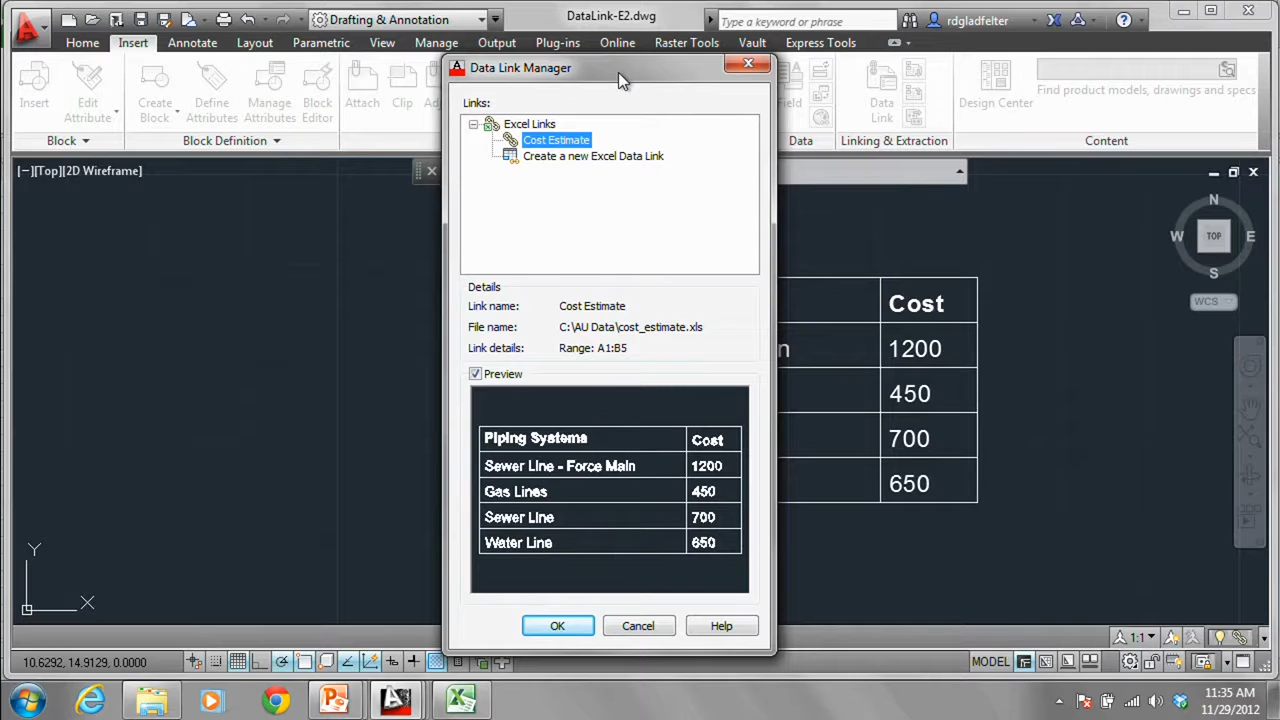 Drafting & Annotation
DataLink-E2.dwg
Type a keyword or phrase
rdgladfelter
Home Insert Annotate Layout Parametric View Manage Output Plug-ins Online Raster Tools Vault Express Tools
Insert
Edit
Attribute
Create
Block
Define
Attributes
Manage
Attributes
Block
Editor
Attach
Clip
Field
Data
Link
Design Center
Find product models, drawings and specs
Block
Block Definition
Data
Linking & Extraction
Content
[−][Top][2D Wireframe]
Data Link Manager
Links:
Excel Links
Cost Estimate
Create a new Excel Data Link
Details
Link name: Cost Estimate
File name: C:\AU Data\cost_estimate.xls
Link details: Range: A1:B5
Preview
Piping Systems Cost
Sewer Line - Force Main 1200
Gas Lines 450
Sewer Line 700
Water Line 650
OK Cancel Help
Cost
n 1200
450
700
650
N
W TOP E
S
WCS
Y
X
10.6292, 14.9129, 0.0000
MODEL
1:1
11:35 AM
11/29/2012